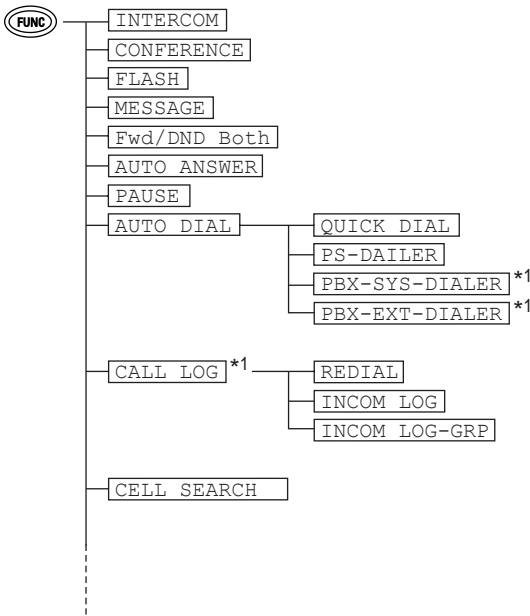 FUNC
INTERCOM
CONFERENCE
FLASH
MESSAGE
Fwd/DND Both
AUTO ANSWER
PAUSE
AUTO DIAL
QUICK DIAL
PS-DAILER
PBX-SYS-DIALER *1
PBX-EXT-DIALER *1
CALL LOG *1
REDIAL
INCOM LOG
INCOM LOG-GRP
CELL SEARCH